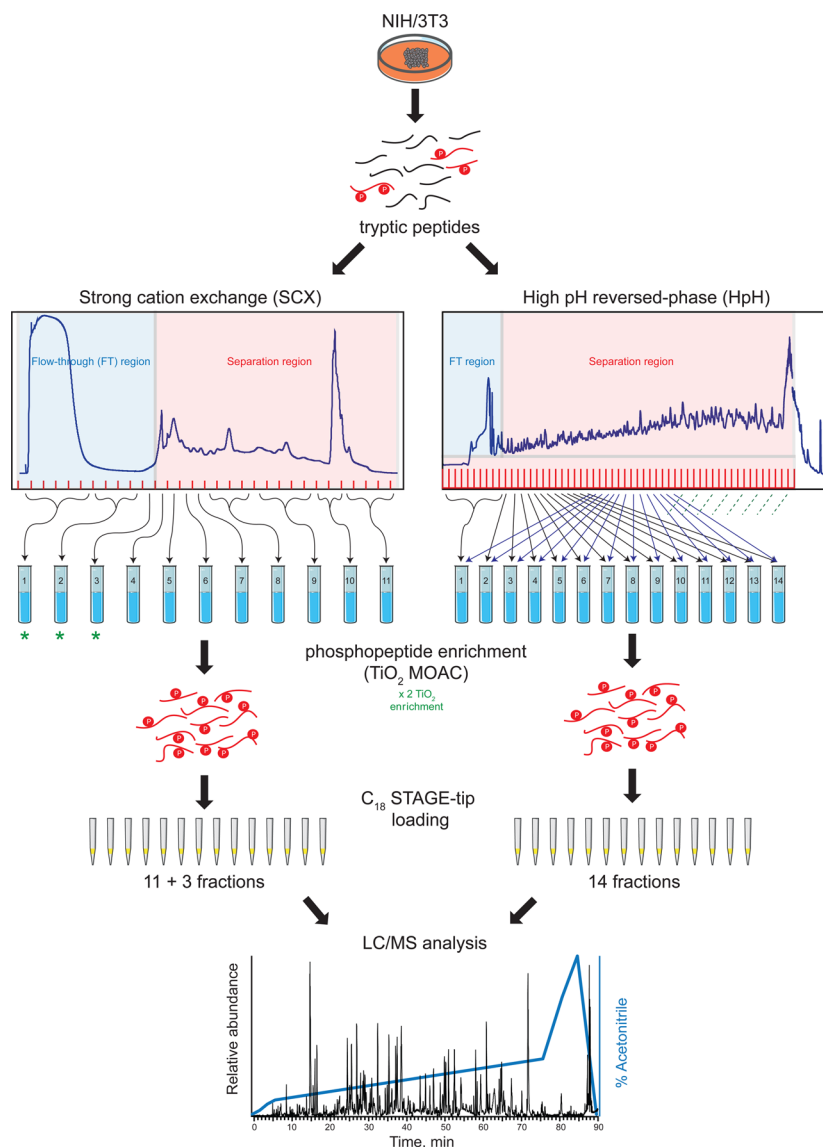 NIH/3T3
P
P
P
P
tryptic peptides
Strong cation exchange (SCX)
High pH reversed-phase (HpH)
Flow-through (FT) region
Separation region
FT region
Separation region
1 2 3 4 5 6 7 8 9 10 11
1 2 3 4 5 6 7 8 9 10 11 12 13 14
* * *
phosphopeptide enrichment
(TiO2 MOAC)
x 2 TiO2
enrichment
P P P P P P P P P P
P P P P P P P P P P
C18 STAGE-tip
loading
11 + 3 fractions
14 fractions
LC/MS analysis
Relative abundance
% Acetonitrile
0 10 20 30 40 50 60 70 80 90
Time, min